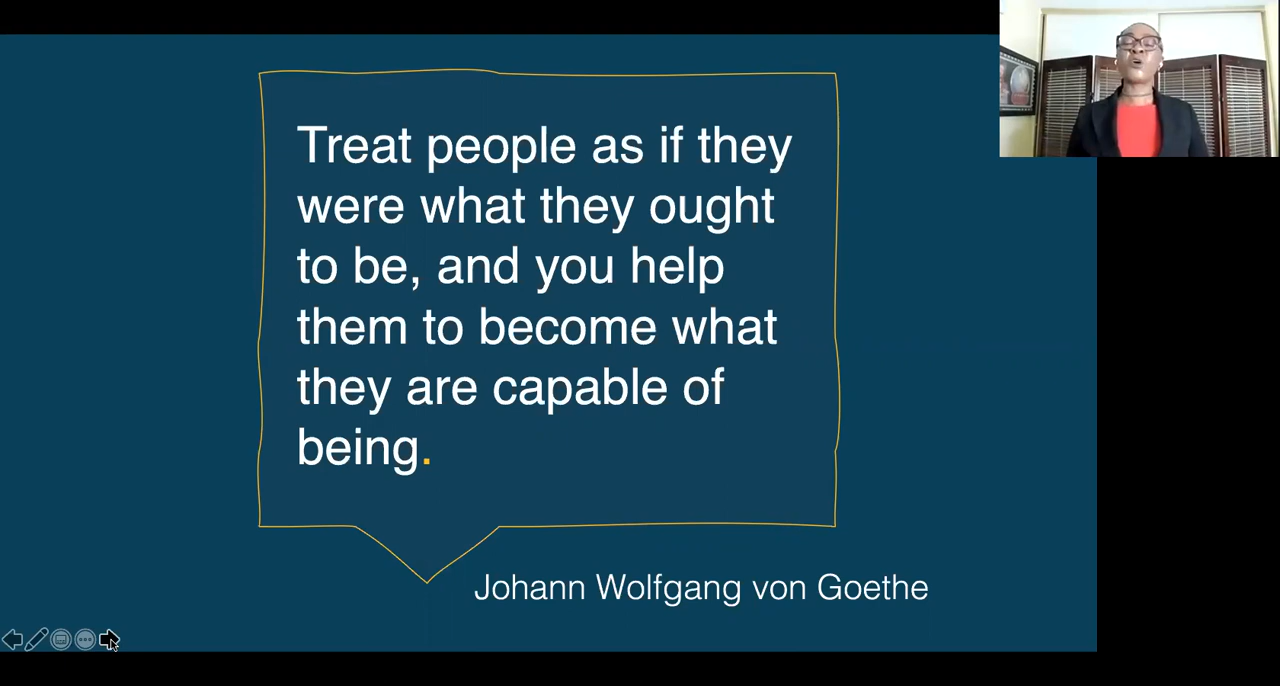 Treat people as if they
were what they ought
to be, and you help
them to become what
they are capable of
being.
Johann Wolfgang von Goethe